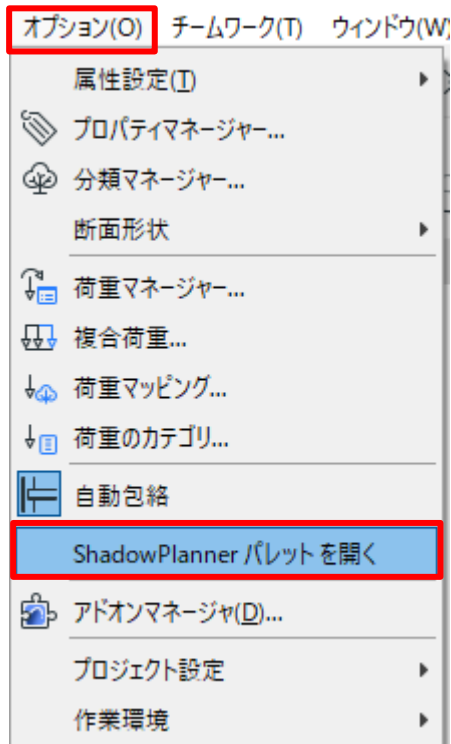 オプション(O) チームワーク(T) ウィンドウ(W)
属性設定(T)
プロパティマネージャー...
分類マネージャー...
断面形状
荷重マネージャー...
複合荷重...
荷重マッピング...
荷重のカテゴリ...
自動包絡
ShadowPlanner パレット を開く
アドオンマネージャ(D)...
プロジェクト設定
作業環境